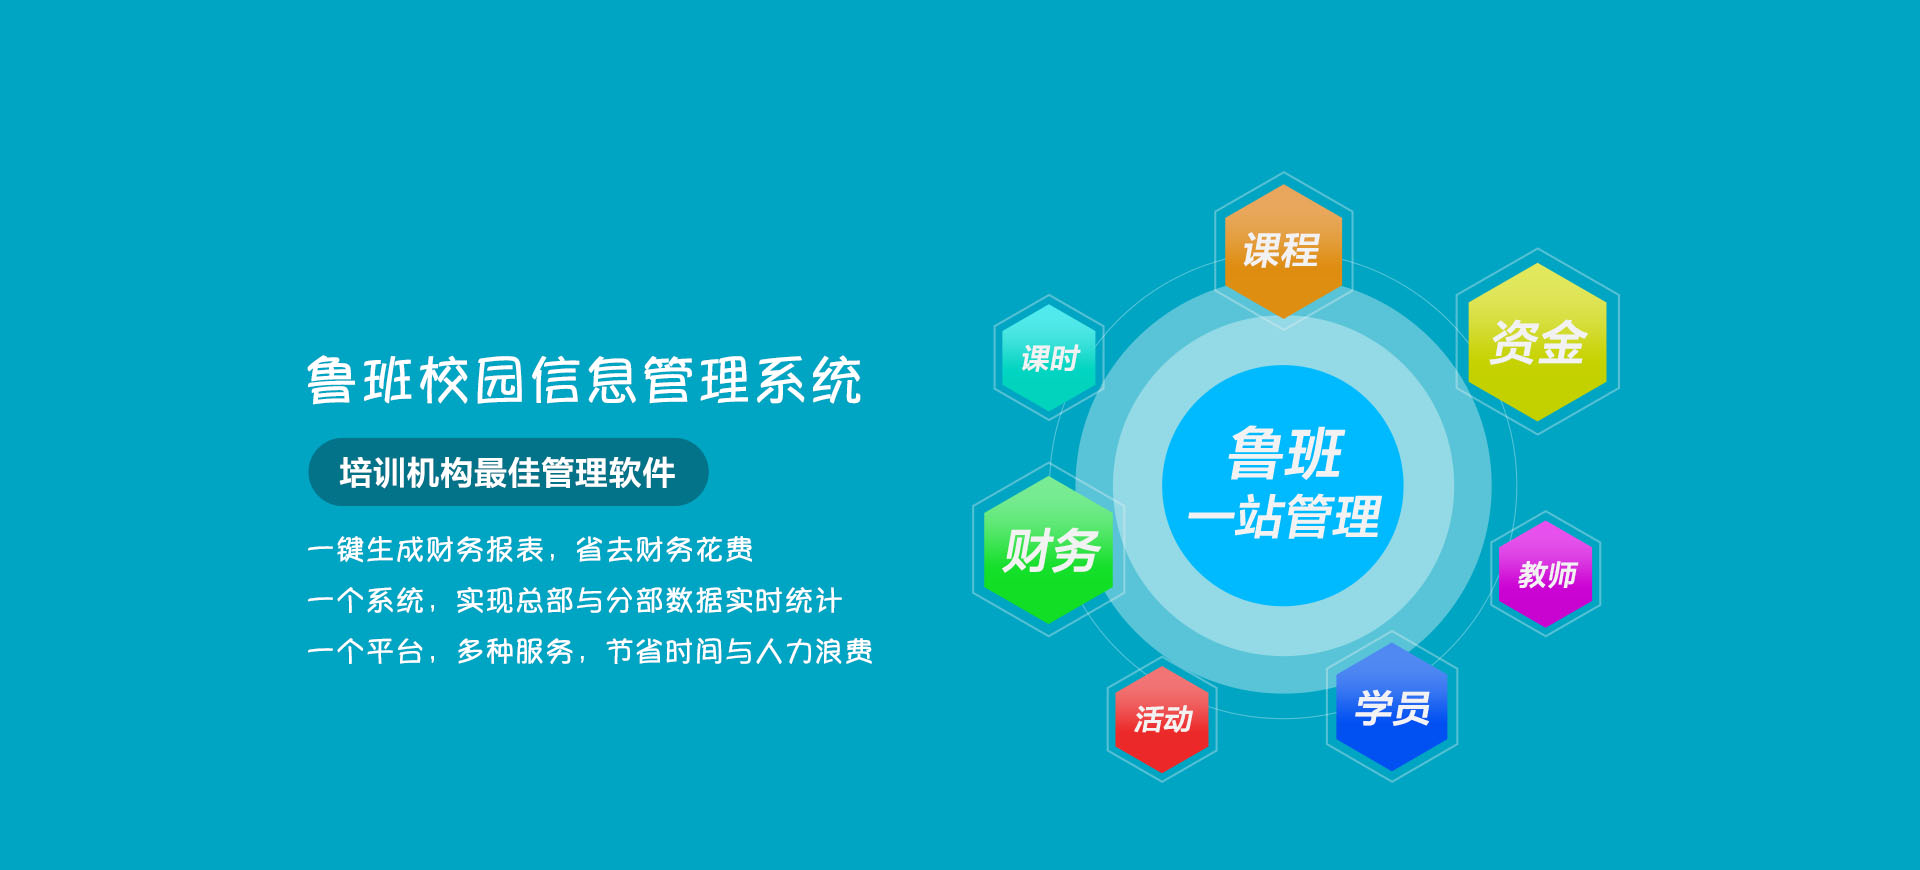 鲁班校园信息管理系统
培训机构最佳管理软件
一键生成财务报表，省去财务花费
一个系统，实现总部与分部数据实时统计
一个平台，多种服务，节省时间与人力浪费
课程
资金
课时
鲁班
一站管理
财务
教师
学员
活动